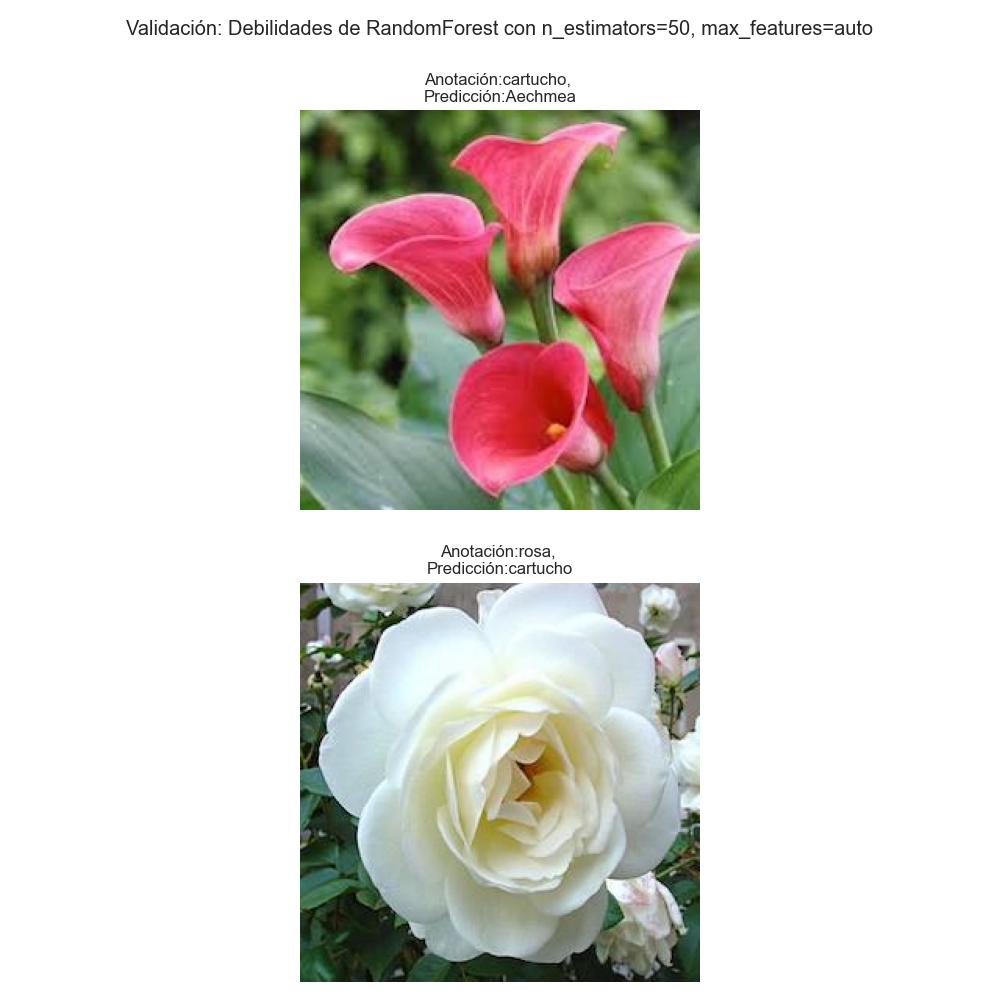 Validación: Debilidades de RandomForest con n_estimators=50, max_features=auto
Anotación:cartucho,
Predicción:Aechmea
Anotación:rosa,
Predicción:cartucho